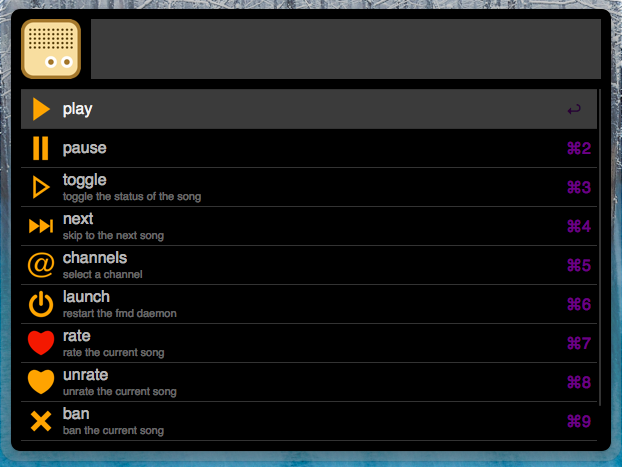 play ↩
pause ⌘2
toggle ⌘3
toggle the status of the song
next ⌘4
skip to the next song
channels ⌘5
select a channel
launch ⌘6
restart the fmd daemon
rate ⌘7
rate the current song
unrate ⌘8
unrate the current song
ban ⌘9
ban the current song